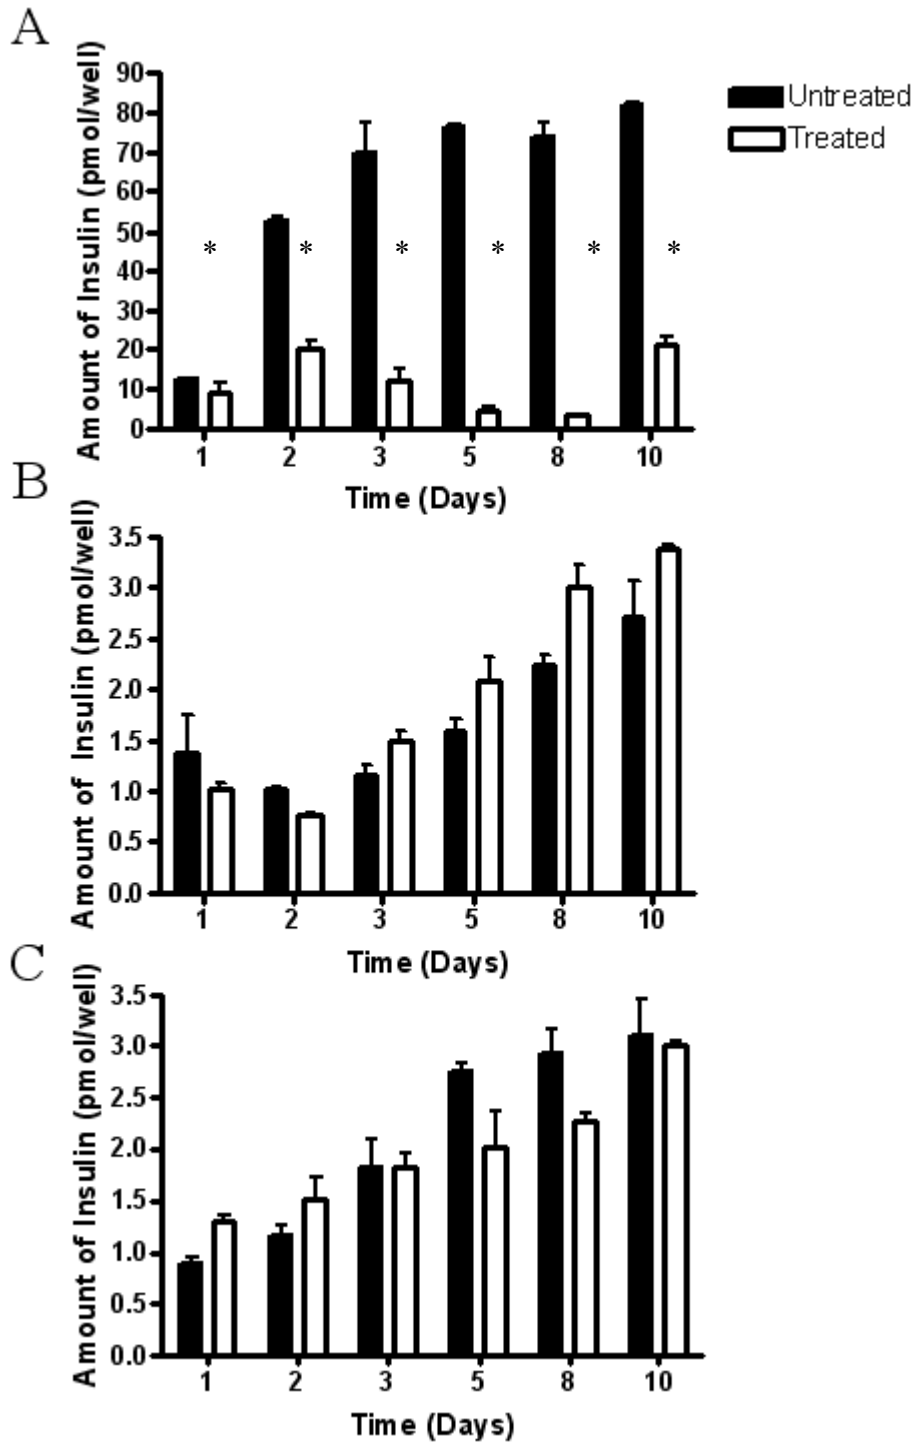 A
Amount of Insulin (pmol/well)
90
80
70
60
50
40
30
20
10
0
* * * * * *
1 2 3 5 8 10
Time (Days)
Untreated
Treated
B
Amount of Insulin (pmol/well)
3.5
3.0
2.5
2.0
1.5
1.0
0.5
0.0
1 2 3 5 8 10
Time (Days)
C
Amount of Insulin (pmol/well)
3.5
3.0
2.5
2.0
1.5
1.0
0.5
0.0
1 2 3 5 8 10
Time (Days)